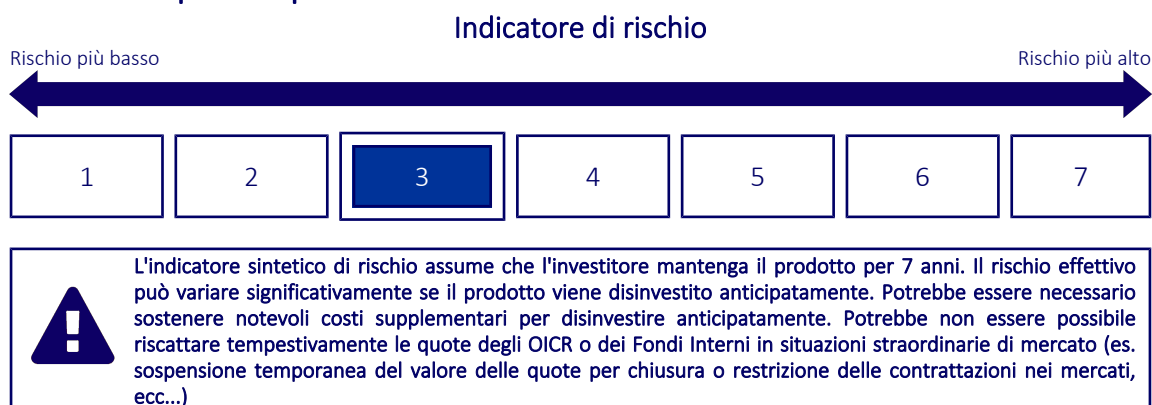 Indicatore di rischio
Rischio più basso
Rischio più alto
1 2 3 4 5 6 7
L'indicatore sintetico di rischio assume che l'investitore mantenga il prodotto per 7 anni. Il rischio effettivo
può variare significativamente se il prodotto viene disinvestito anticipatamente. Potrebbe essere necessario
sostenere notevoli costi supplementari per disinvestire anticipatamente. Potrebbe non essere possibile
riscattare tempestivamente le quote degli OICR o dei Fondi Interni in situazioni straordinarie di mercato (es.
sospensione temporanea del valore delle quote per chiusura o restrizione delle contrattazioni nei mercati,
ecc...)